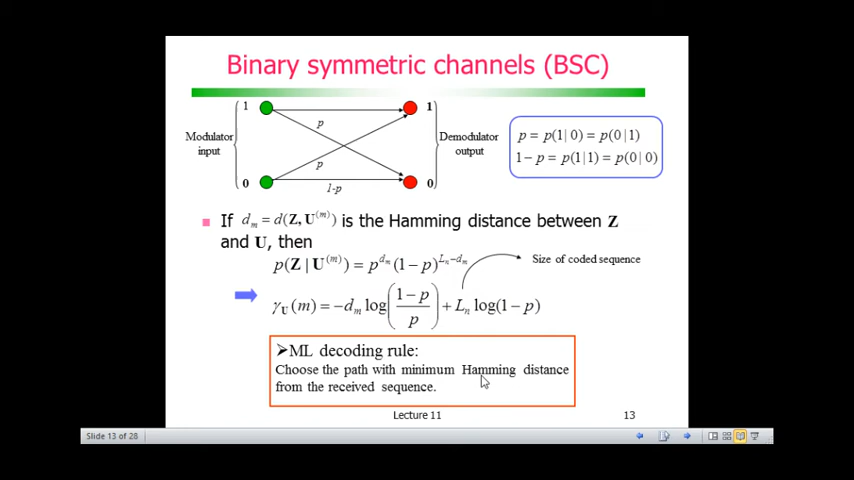 Binary symmetric channels (BSC)
1 1
p
Modulator
input
Demodulator
output
p
0 0
1-p
p = p(1|0) = p(0|1)
1− p = p(1|1) = p(0|0)
If d_m = d(Z, U^(m)) is the Hamming distance between Z
and U, then
p(Z | U^(m)) = p^{d_m} (1− p)^{L_n−d_m}
Size of coded sequence
γ_U(m) = −d_m log((1− p)/p) + L_n log(1− p)
➢ML decoding rule:
Choose the path with minimum Hamming distance
from the received sequence.
Lecture 11 13
Slide 13 of 28